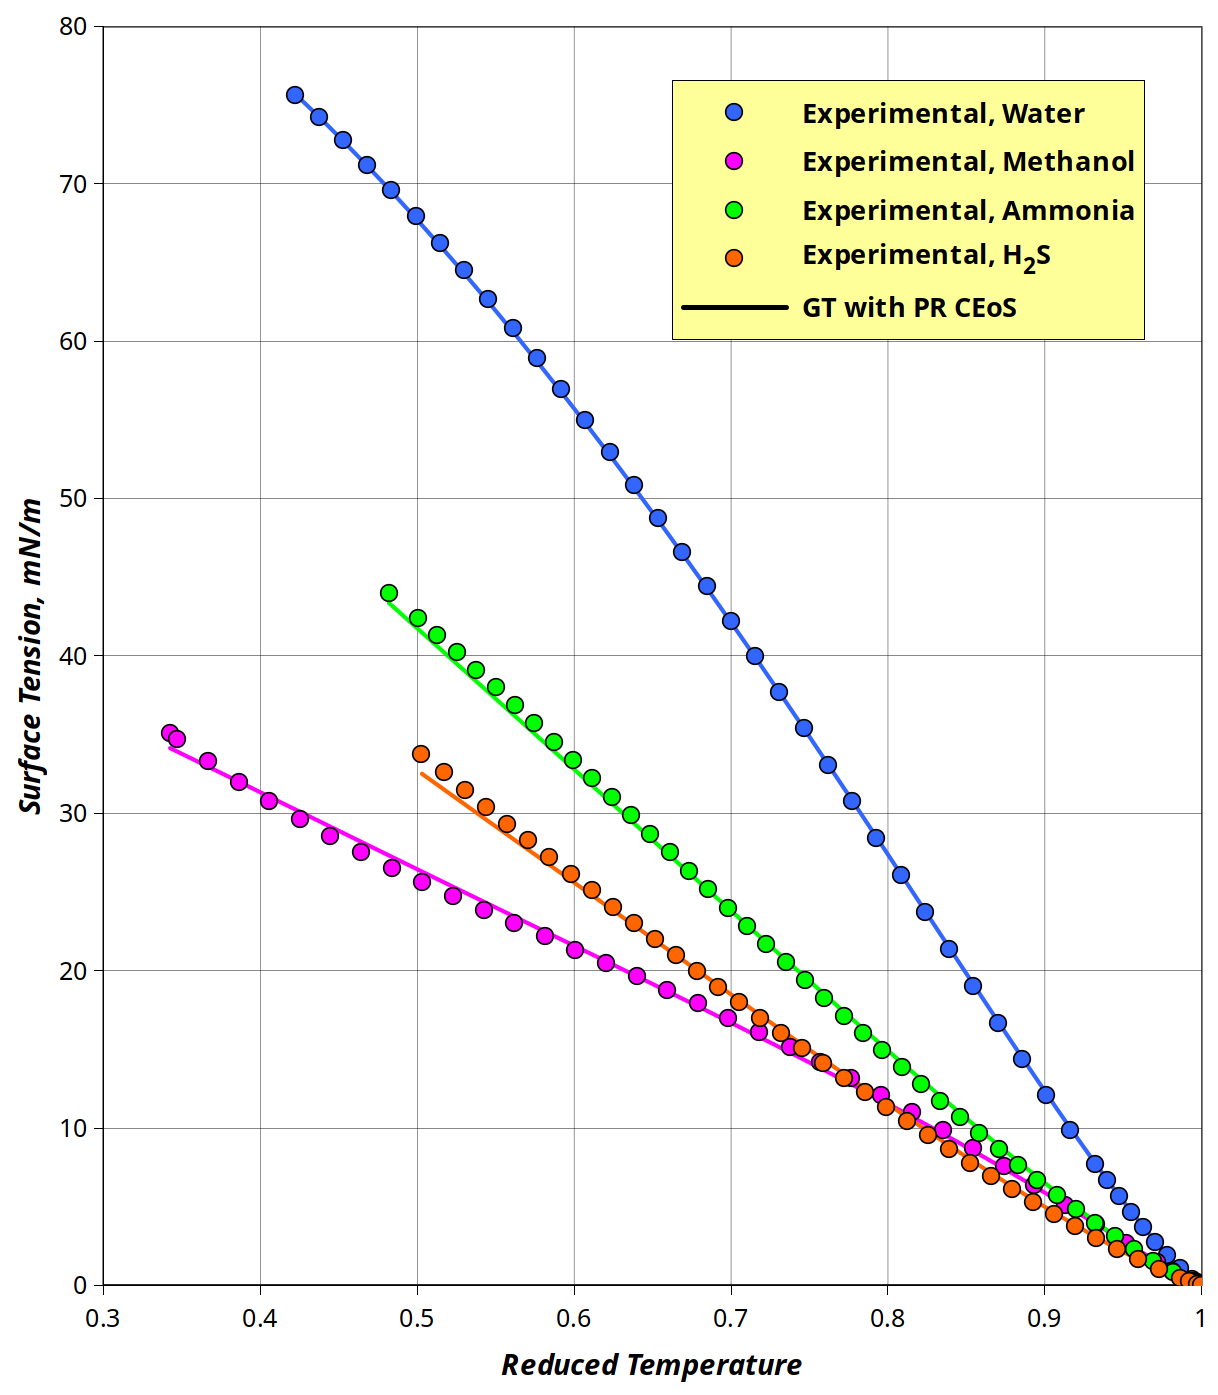 80
70
60
50
40
30
20
10
0
Surface Tension, mN/m
Experimental, Water
Experimental, Methanol
Experimental, Ammonia
Experimental, H₂S
GT with PR CEoS
0.3 0.4 0.5 0.6 0.7 0.8 0.9 1
Reduced Temperature